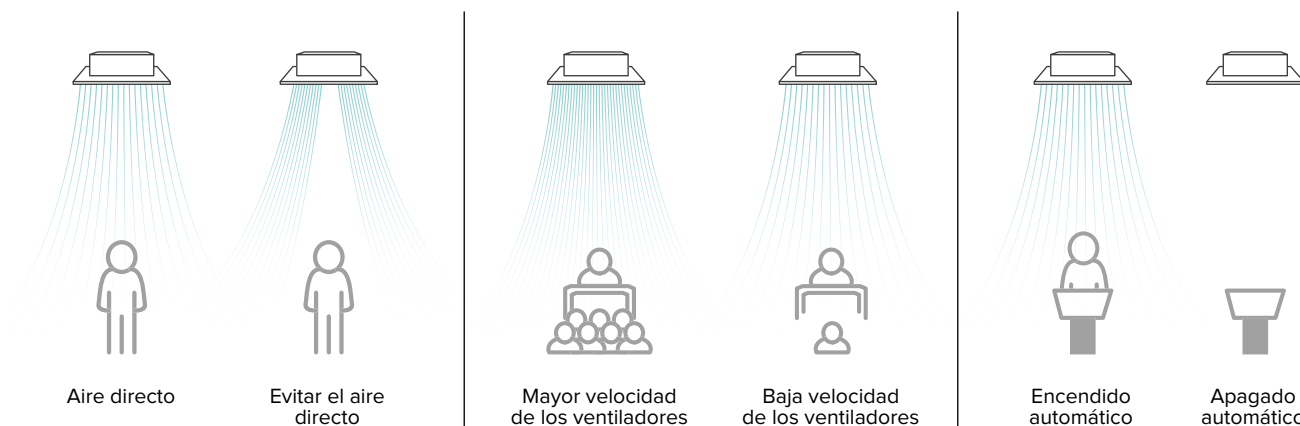 Aire directo
Evitar el aire
directo
Mayor velocidad
de los ventiladores
Baja velocidad
de los ventiladores
Encendido
automático
Apagado
automático